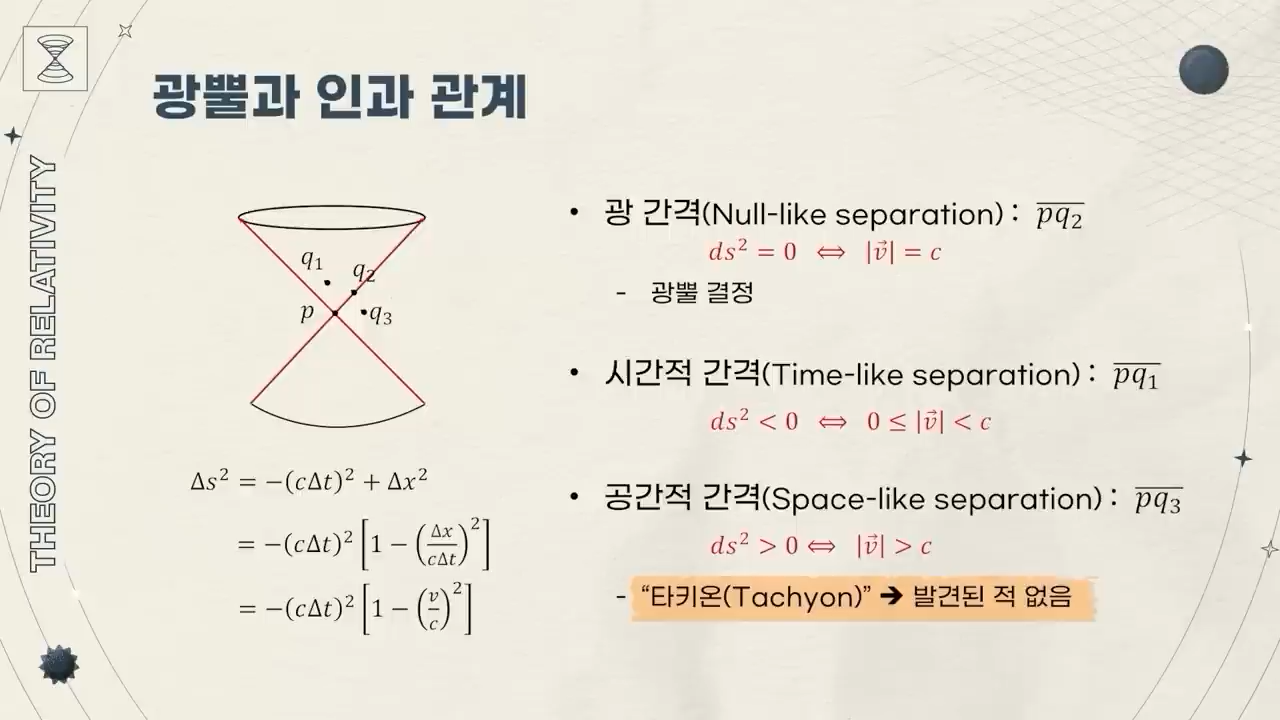 THEORY OF RELATIVITY
광뿔과 인과 관계
q₁
q₂
p
q₃
Δs² = −(cΔt)² + Δx²
= −(cΔt)² [1 − (Δx/cΔt)²]
= −(cΔt)² [1 − (v/c)²]
• 광 간격(Null-like separation) : p̅q̅₂
ds² = 0 ⇔ |v⃗| = c
- 광뿔 결정
• 시간적 간격(Time-like separation) : p̅q̅₁
ds² < 0 ⇔ 0 ≤ |v⃗| < c
• 공간적 간격(Space-like separation) : p̅q̅₃
ds² > 0 ⇔ |v⃗| > c
- “타키온(Tachyon)” ➔ 발견된 적 없음